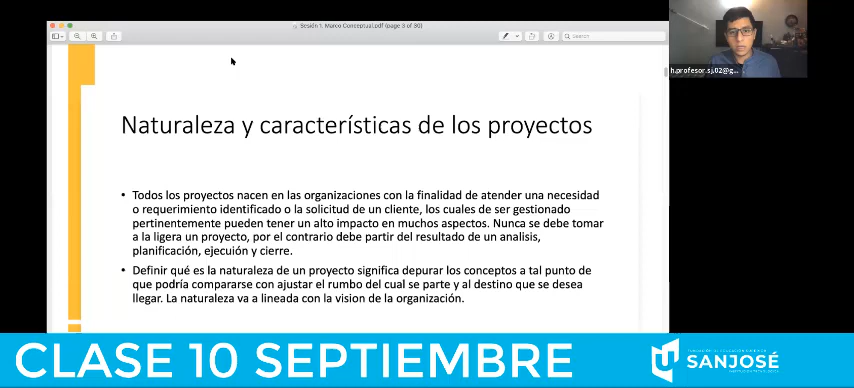 Sesión 1. Marco Conceptual.pdf (page 3 of 30)
Search
h.profesor.sj.02@g...
Naturaleza y características de los proyectos
• Todos los proyectos nacen en las organizaciones con la finalidad de atender una necesidad
o requerimiento identificado o la solicitud de un cliente, los cuales de ser gestionado
pertinentemente pueden tener un alto impacto en muchos aspectos. Nunca se debe tomar
a la ligera un proyecto, por el contrario debe partir del resultado de un analisis,
planificación, ejecuión y cierre.
• Definir qué es la naturaleza de un proyecto significa depurar los conceptos a tal punto de
que podría compararse con ajustar el rumbo del cual se parte y al destino que se desea
llegar. La naturaleza va a lineada con la vision de la organización.
CLASE 10 SEPTIEMBRE
SANJOSÉ